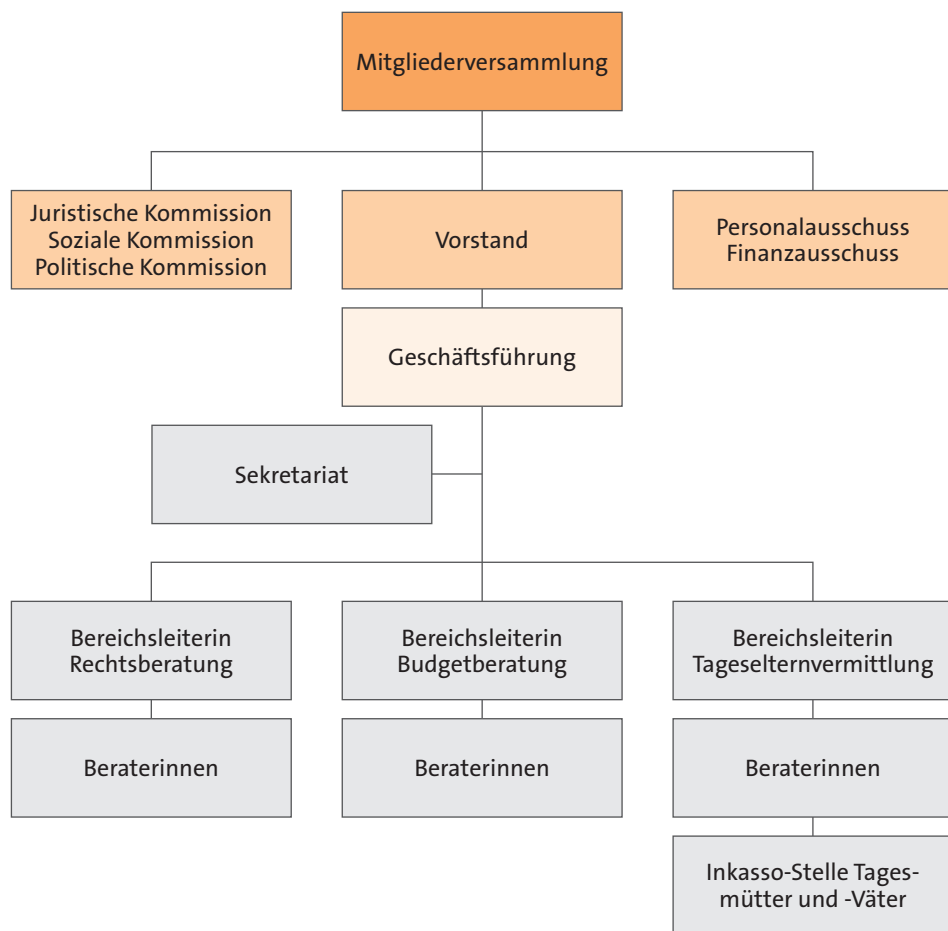 Mitgliederversammlung
Juristische Kommission
Soziale Kommission
Politische Kommission
Vorstand
Personalausschuss
Finanzausschuss
Geschäftsführung
Sekretariat
Bereichsleiterin
Rechtsberatung
Bereichsleiterin
Budgetberatung
Bereichsleiterin
Tageselternvermittlung
Beraterinnen
Beraterinnen
Beraterinnen
Inkasso-Stelle Tages-
mütter und -Väter